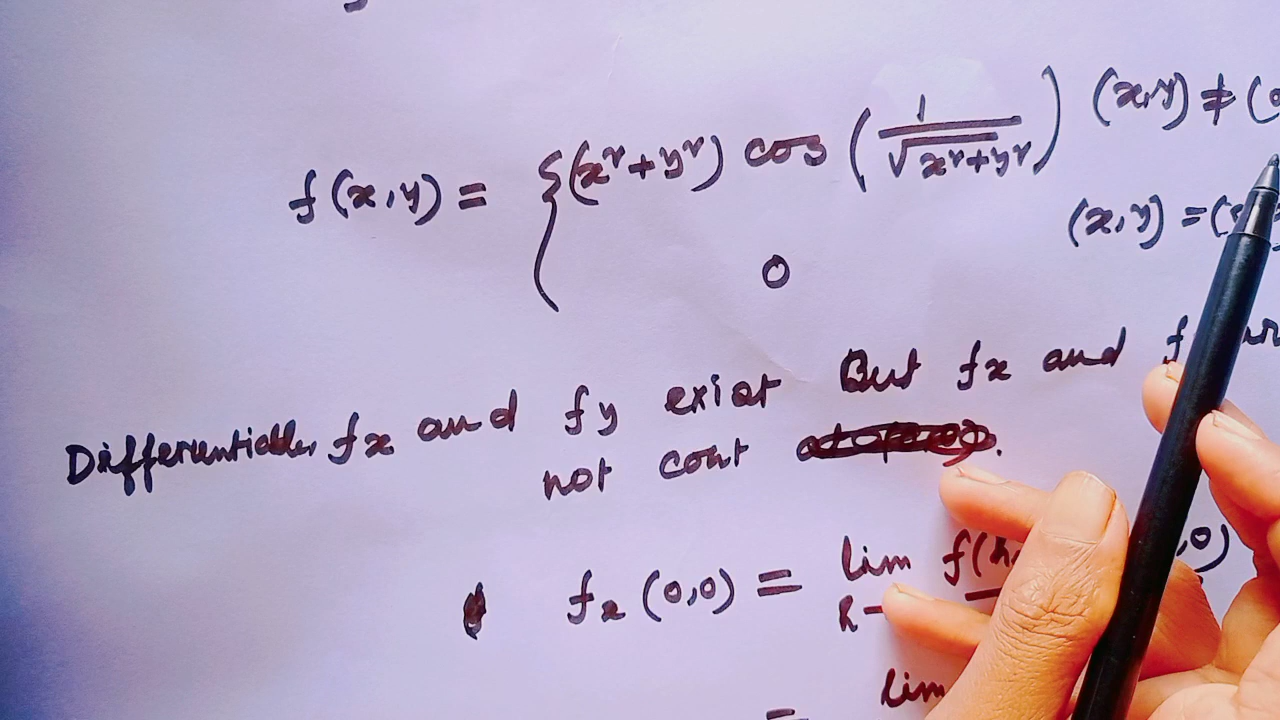 f(x,y) = { (x²+y²) cos (1/√x²+y²) (x,y) ≠ (
0 (x,y) = (
Differentiable, fx and fy exist But fx and f
not cont
fx (0,0) = lim f(h, ,0)
h
= lim